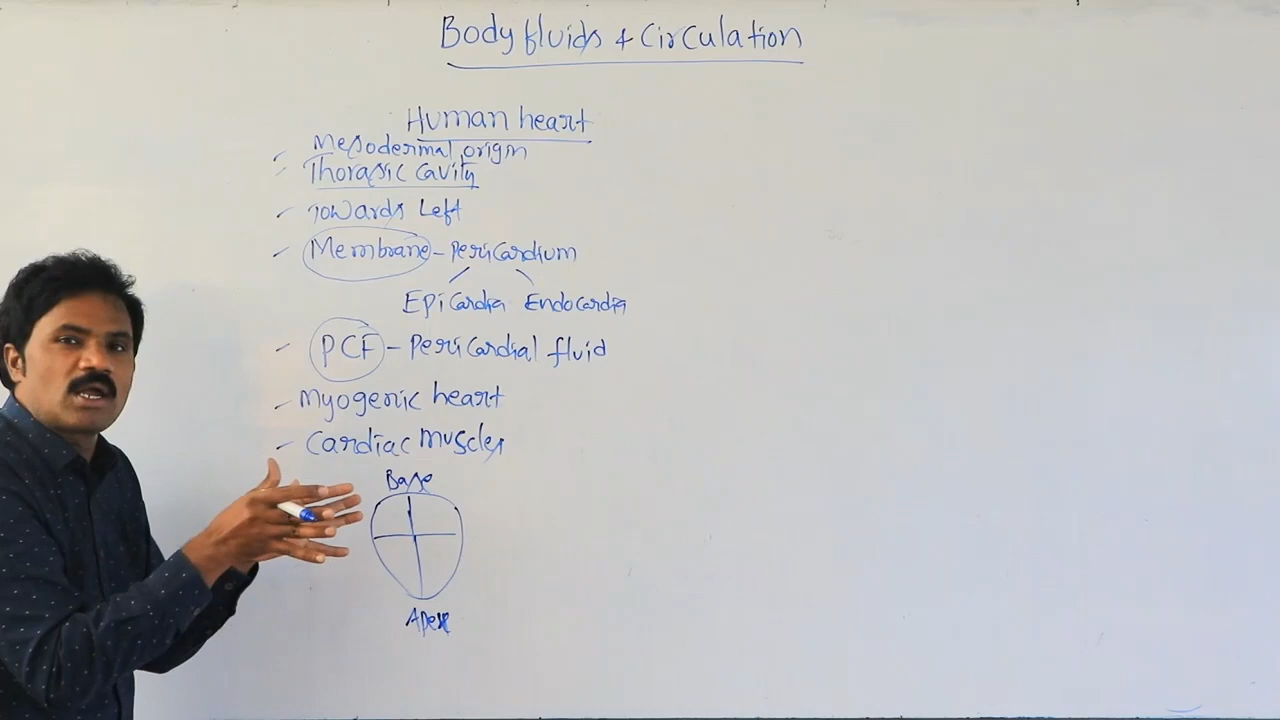 Body fluids & Circulation
Human heart
Mesodermal origin
Thorasic cavity
Towards Left
Membrane - Pericardium
Epicardia Endocardia
PCF - Pericardial fluid
Myogenic heart
Cardiac Muscles
Base
Apex